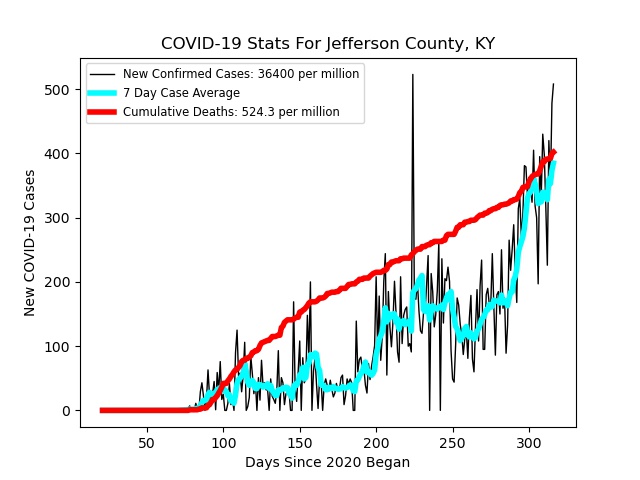 COVID-19 Stats For Jefferson County, KY
New Confirmed Cases: 36400 per million
7 Day Case Average
Cumulative Deaths: 524.3 per million
New COVID-19 Cases
500
400
300
200
100
0
50 100 150 200 250 300
Days Since 2020 Began